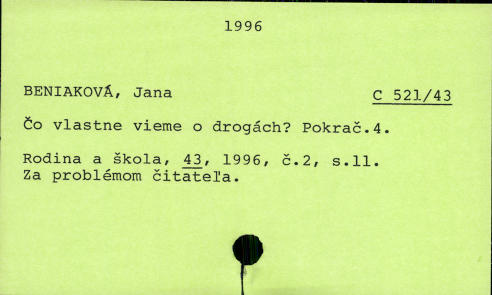 1996
BENIAKOVÁ, Jana C 521/43
Čo vlastne vieme o drogách? Pokrač.4.
Rodina a škola, 43, 1996, č.2, s.11.
Za problémom čitateľa.